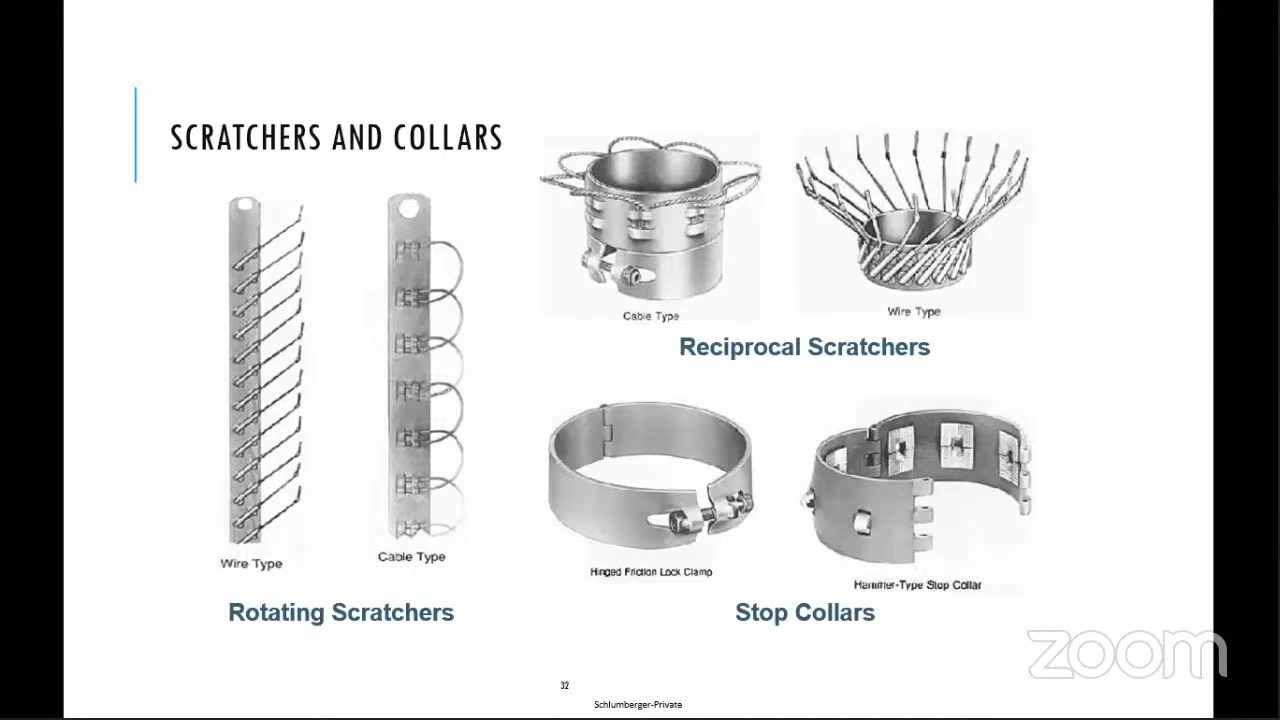 SCRATCHERS AND COLLARS
Cable Type
Wire Type
Reciprocal Scratchers
Wire Type
Cable Type
Rotating Scratchers
Hinged Friction Lock Clamp
Hammer-Type Stop Collar
Stop Collars
zoom
32
Schlumberger-Private